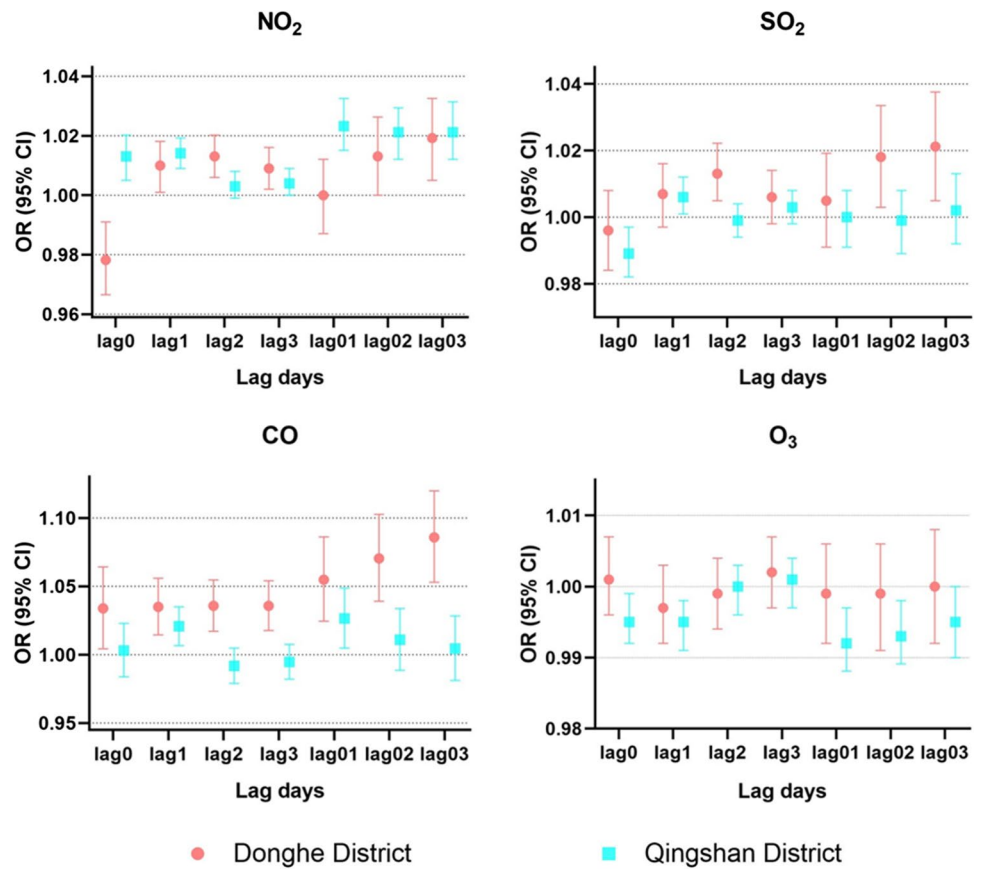 NO₂
OR (95% CI)
1.04
1.02
1.00
0.98
0.96
lag0 lag1 lag2 lag3 lag01 lag02 lag03
Lag days
SO₂
OR (95% CI)
1.04
1.02
1.00
0.98
lag0 lag1 lag2 lag3 lag01 lag02 lag03
Lag days
CO
OR (95% CI)
1.10
1.05
1.00
0.95
lag0 lag1 lag2 lag3 lag01 lag02 lag03
Lag days
O₃
OR (95% CI)
1.01
1.00
0.99
0.98
lag0 lag1 lag2 lag3 lag01 lag02 lag03
Lag days
Donghe District
Qingshan District